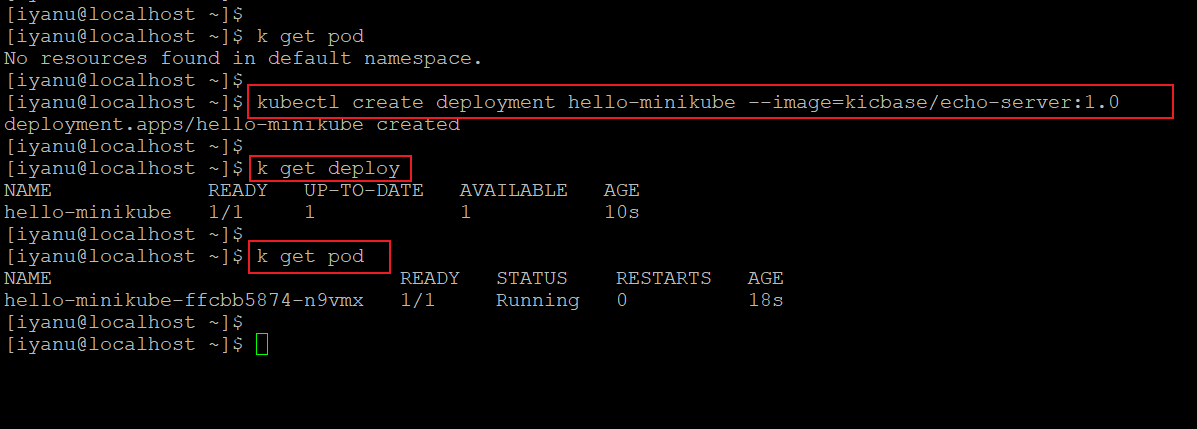 [iyanu@localhost ~]$
[iyanu@localhost ~]$ k get pod
No resources found in default namespace.
[iyanu@localhost ~]$
[iyanu@localhost ~]$ kubectl create deployment hello-minikube --image=kicbase/echo-server:1.0
deployment.apps/hello-minikube created
[iyanu@localhost ~]$
[iyanu@localhost ~]$ k get deploy
NAME             READY   UP-TO-DATE   AVAILABLE   AGE
hello-minikube   1/1     1            1           10s
[iyanu@localhost ~]$
[iyanu@localhost ~]$ k get pod
NAME                             READY   STATUS    RESTARTS   AGE
hello-minikube-ffcbb5874-n9vmx   1/1     Running   0          18s
[iyanu@localhost ~]$
[iyanu@localhost ~]$